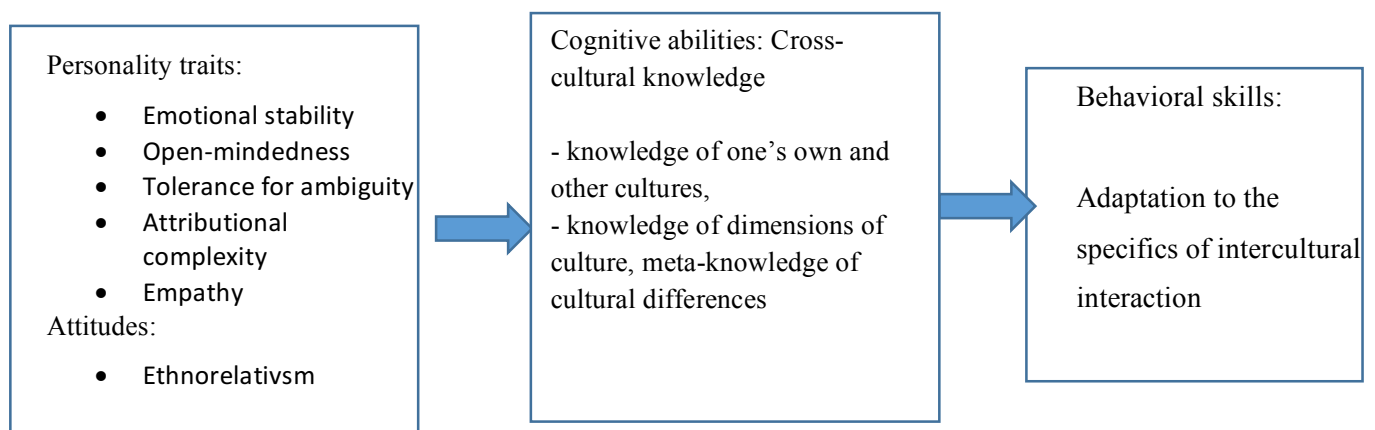 Personality traits:
• Emotional stability
• Open-mindedness
• Tolerance for ambiguity
• Attributional
complexity
• Empathy
Attitudes:
• Ethnorelativsm
Cognitive abilities: Cross-
cultural knowledge
- knowledge of one’s own and
other cultures,
- knowledge of dimensions of
culture, meta-knowledge of
cultural differences
Behavioral skills:
Adaptation to the
specifics of intercultural
interaction